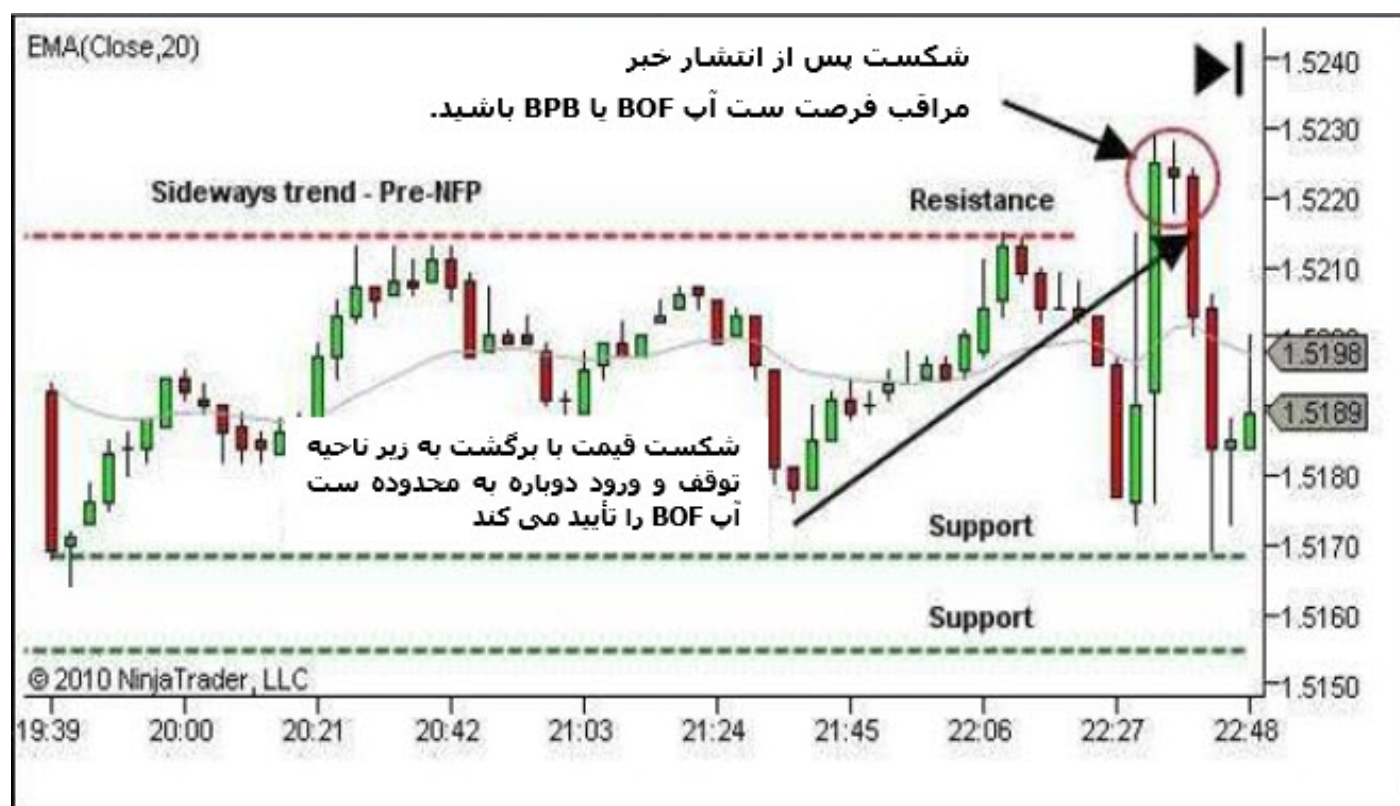 EMA(Close,20)
شکست پس از انتشار خبر
مراقب فرصت ست آپ BOF یا BPB باشید.
Sideways trend - Pre-NFP
Resistance
شکست قیمت با برگشت به زیر ناحیه
توقف و ورود دوباره به محدوده ست
آپ BOF را تأیید می کند
Support
Support
© 2010 NinjaTrader, LLC
1.5240
1.5230
1.5220
1.5210
1.5198
1.5189
1.5180
1.5170
1.5160
1.5150
19:39 20:00 20:21 20:42 21:03 21:24 21:45 22:06 22:27 22:48